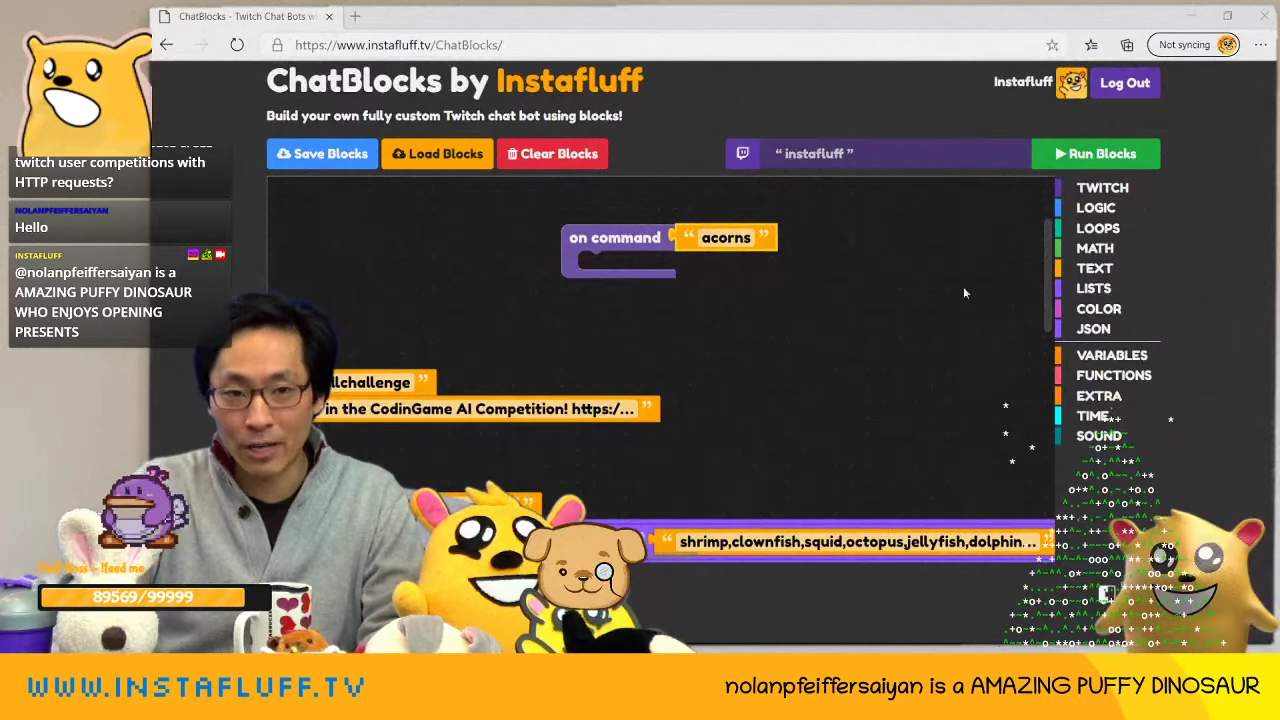 ChatBlocks - Twitch Chat Bots w
https://www.instafluff.tv/ChatBlocks/
Not syncing
ChatBlocks by Instafluff
Instafluff
Log Out
Build your own fully custom Twitch chat bot using blocks!
Save Blocks
Load Blocks
Clear Blocks
“ instafluff ”
Run Blocks
twitch user competitions with
HTTP requests?
NOLANPFEIFFERSAIYAN
Hello
INSTAFLUFF
@nolanpfeiffersaiyan is a
AMAZING PUFFY DINOSAUR
WHO ENJOYS OPENING
PRESENTS
on command “ acorns ”
llchallenge ”
in the CodinGame AI Competition! https:/... ”
“ shrimp,clownfish,squid,octopus,jellyfish,dolphin... ”
TWITCH
LOGIC
LOOPS
MATH
TEXT
LISTS
COLOR
JSON
VARIABLES
FUNCTIONS
EXTRA
TIME
SOUND
Fluff Boss - !feed me
89569/99999
WWW.INSTAFLUFF.TV
nolanpfeiffersaiyan is a AMAZING PUFFY DINOSAUR